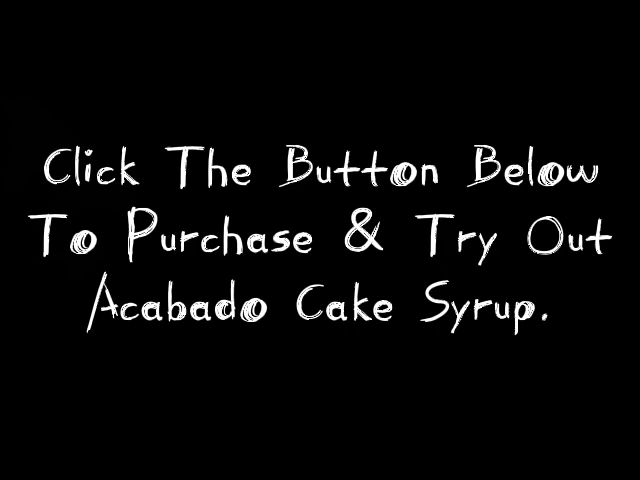 Click The Button Below
To Purchase & Try Out
Acabado Cake Syrup.